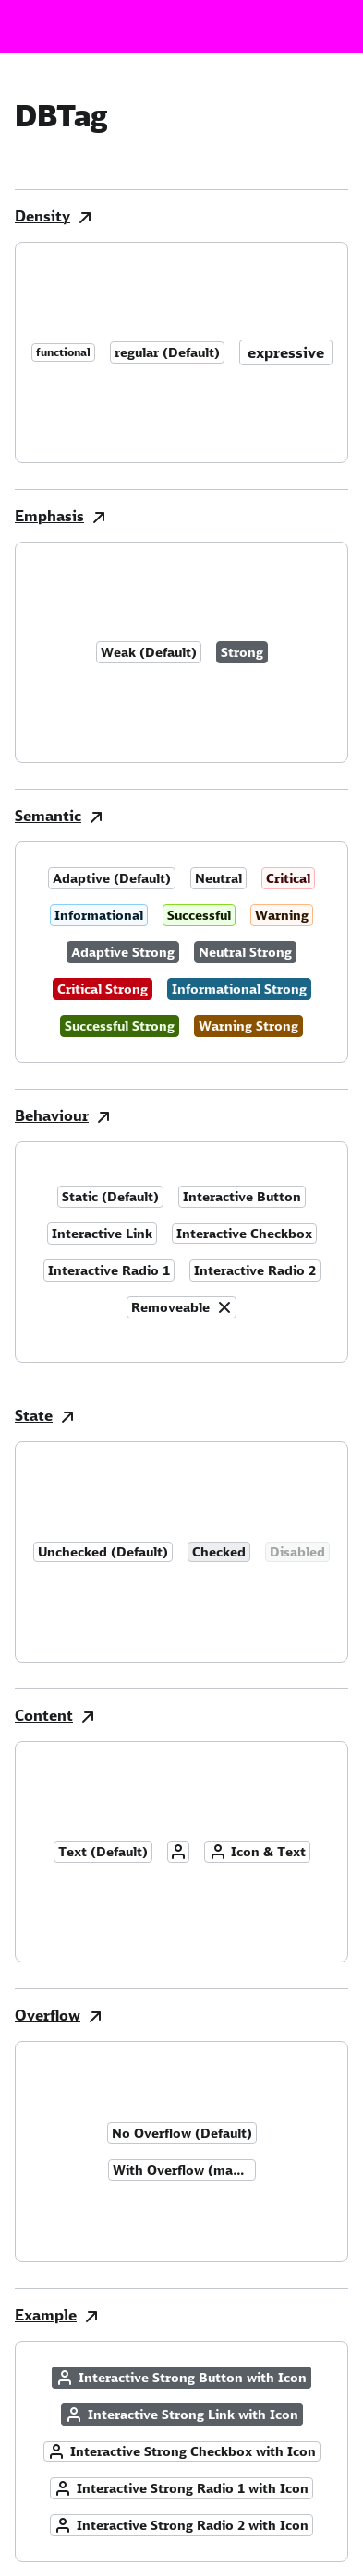 DBTag
Density
functional regular (Default) expressive
Emphasis
Weak (Default) Strong
Semantic
Adaptive (Default) Neutral Critical
Informational Successful Warning
Adaptive Strong Neutral Strong
Critical Strong Informational Strong
Successful Strong Warning Strong
Behaviour
Static (Default) Interactive Button
Interactive Link Interactive Checkbox
Interactive Radio 1 Interactive Radio 2
Removeable
State
Unchecked (Default) Checked Disabled
Content
Text (Default) Icon & Text
Overflow
No Overflow (Default)
With Overflow (ma...
Example
Interactive Strong Button with Icon
Interactive Strong Link with Icon
Interactive Strong Checkbox with Icon
Interactive Strong Radio 1 with Icon
Interactive Strong Radio 2 with Icon